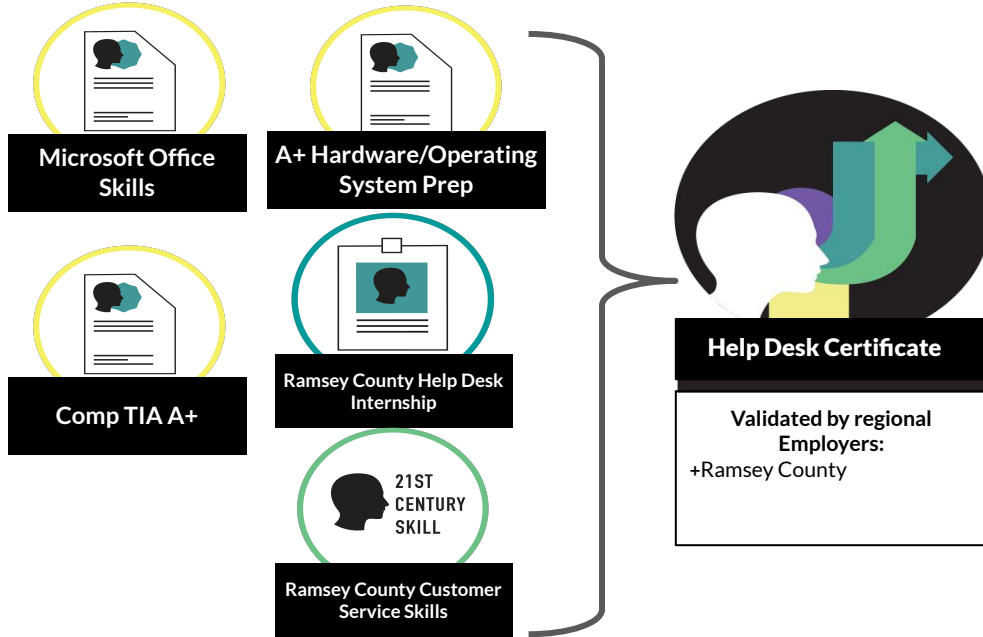 Microsoft Office
Skills
A+ Hardware/Operating
System Prep
Comp TIA A+
Ramsey County Help Desk
Internship
21ST
CENTURY
SKILL
Ramsey County Customer
Service Skills
Help Desk Certificate
Validated by regional
Employers:
+Ramsey County